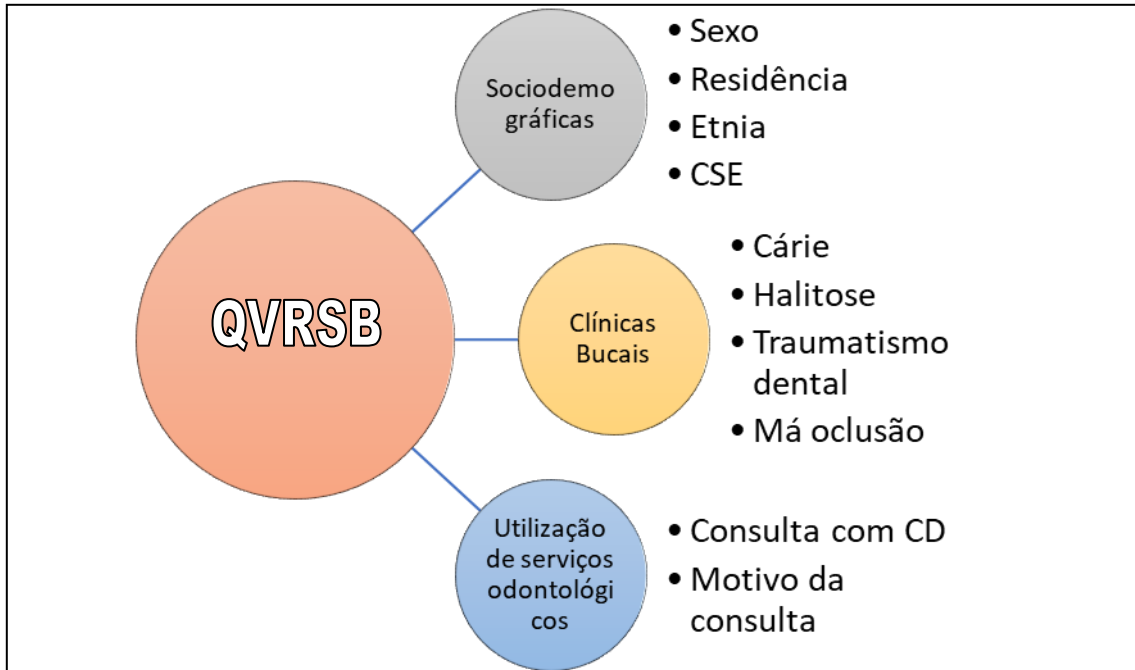 QVRSB
Sociodemo
gráficas
• Sexo
• Residência
• Etnia
• CSE
Clínicas
Bucais
• Cárie
• Halitose
• Traumatismo
dental
• Má oclusão
Utilização
de serviços
odontológi
cos
• Consulta com CD
• Motivo da
consulta